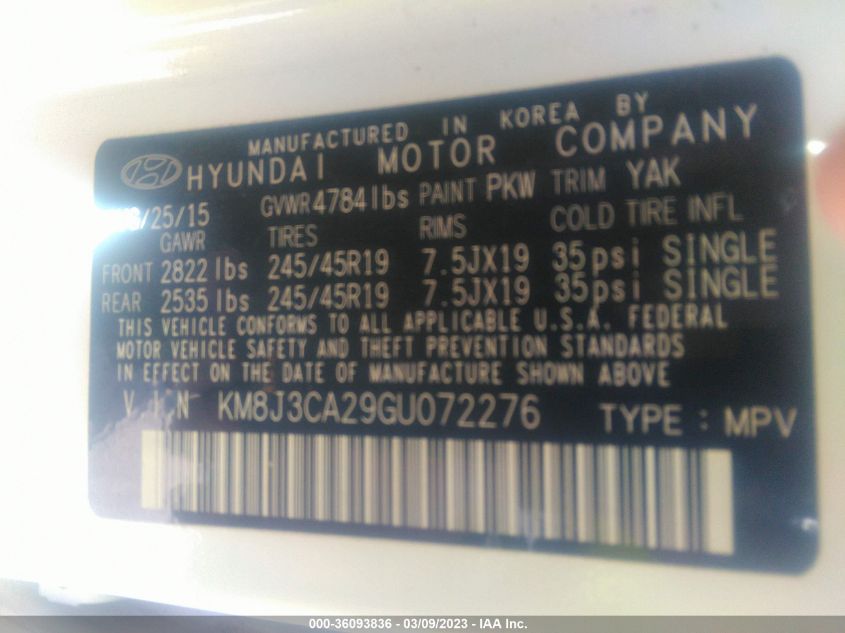 MANUFACTURED IN KOREA BY
HYUNDAI MOTOR COMPANY
/25/15 GVWR 4784lbs PAINT PKW TRIM YAK
GAWR TIRES RIMS COLD TIRE INFL
FRONT 2822 lbs 245/45R19 7.5JX19 35psi SINGLE
REAR 2535 lbs 245/45R19 7.5JX19 35psi SINGLE
THIS VEHICLE CONFORMS TO ALL APPLICABLE U.S.A. FEDERAL
MOTOR VEHICLE SAFETY AND THEFT PREVENTION STANDARDS
IN EFFECT ON THE DATE OF MANUFACTURE SHOWN ABOVE
V I N KM8J3CA29GU072276 TYPE : MPV
000-36093836 - 03/09/2023 - IAA Inc.